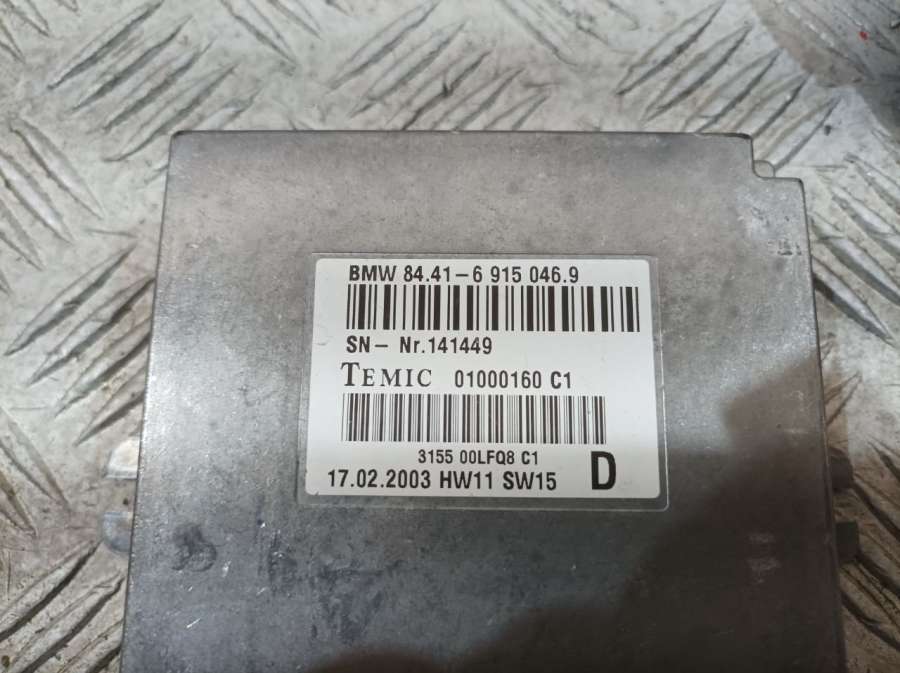 BMW 84.41-6 915 046.9
SN- Nr.141449
TEMIC 01000160 C1
3155 00LFQ8 C1
17.02.2003 HW11 SW15 D